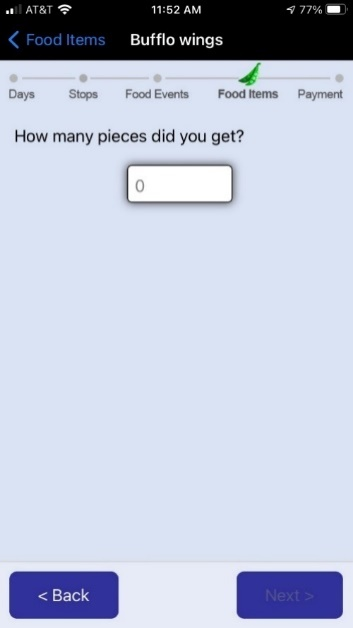 AT&T 11:52 AM 77%
Food Items Bufflo wings
Days Stops Food Events Food Items Payment
How many pieces did you get?
0
< Back Next >